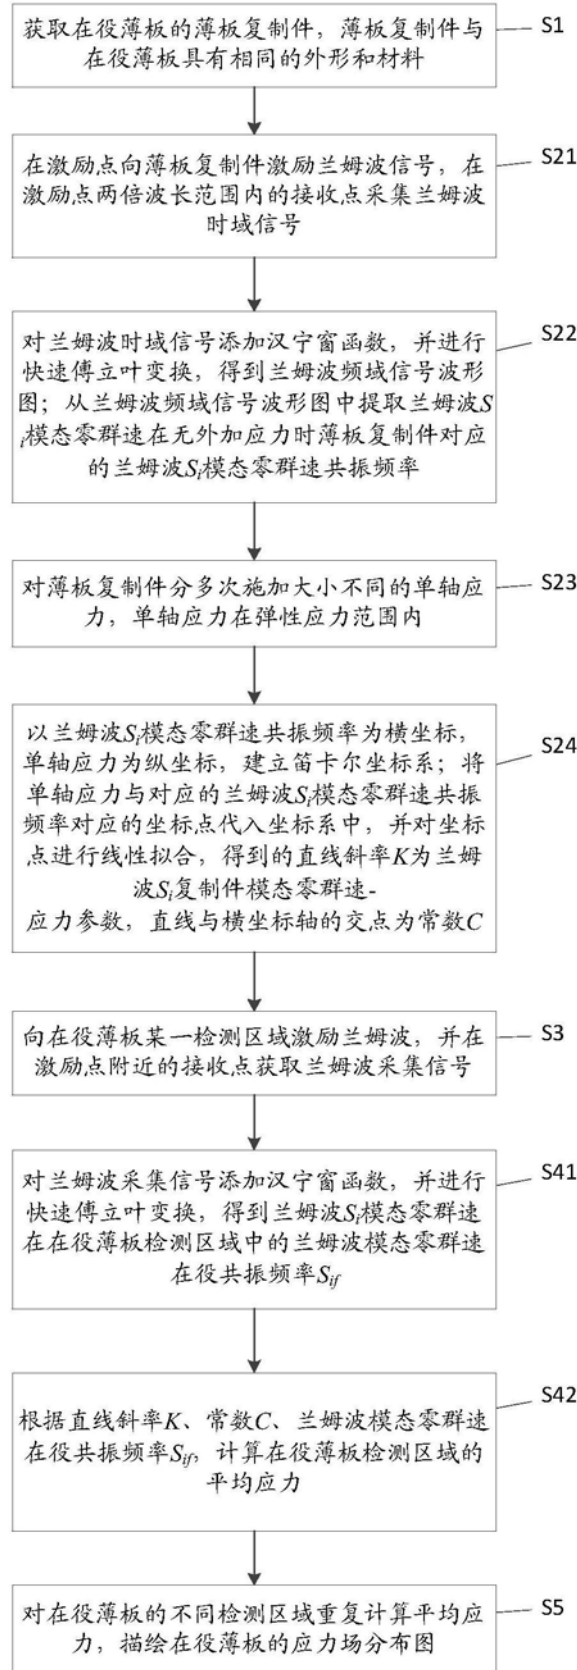 获取在役薄板的薄板复制件，薄板复制件与
在役薄板具有相同的外形和材料
S1
在激励点向薄板复制件激励兰姆波信号，在
激励点两倍波长范围内的接收点采集兰姆波
时域信号
S21
对兰姆波时域信号添加汉宁窗函数，并进行
快速傅立叶变换，得到兰姆波频域信号波形
图；从兰姆波频域信号波形图中提取兰姆波S
i模态零群速在无外加应力时薄板复制件对应
的兰姆波Si模态零群速共振频率
S22
对薄板复制件分多次施加大小不同的单轴应
力，单轴应力在弹性应力范围内
S23
以兰姆波Si模态零群速共振频率为横坐标，
单轴应力为纵坐标，建立笛卡尔坐标系；将
单轴应力与对应的兰姆波Si模态零群速共振
频率对应的坐标点代入坐标系中，并对坐标
点进行线性拟合，得到的直线斜率K为兰姆
波Si复制件模态零群速-
应力参数，直线与横坐标轴的交点为常数C
S24
向在役薄板某一检测区域激励兰姆波，并在
激励点附近的接收点获取兰姆波采集信号
S3
对兰姆波采集信号添加汉宁窗函数，并进行
快速傅立叶变换，得到兰姆波Si模态零群速
在在役薄板检测区域中的兰姆波模态零群速
在役共振频率Sif
S41
根据直线斜率K、常数C、兰姆波模态零群速
在役共振频率Sif，计算在役薄板检测区域的
平均应力
S42
对在役薄板的不同检测区域重复计算平均应
力，描绘在役薄板的应力场分布图
S5